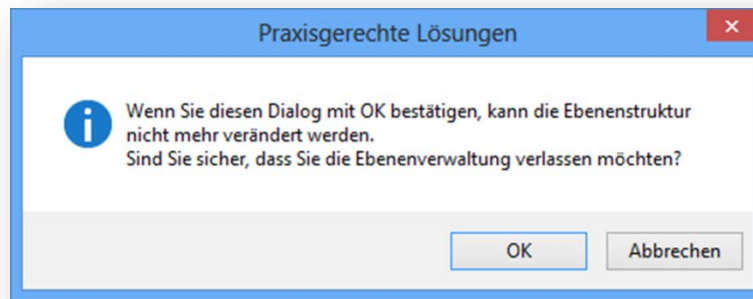 Praxisgerechte Lösungen
Wenn Sie diesen Dialog mit OK bestätigen, kann die Ebenenstruktur
nicht mehr verändert werden.
Sind Sie sicher, dass Sie die Ebenenverwaltung verlassen möchten?
OK
Abbrechen